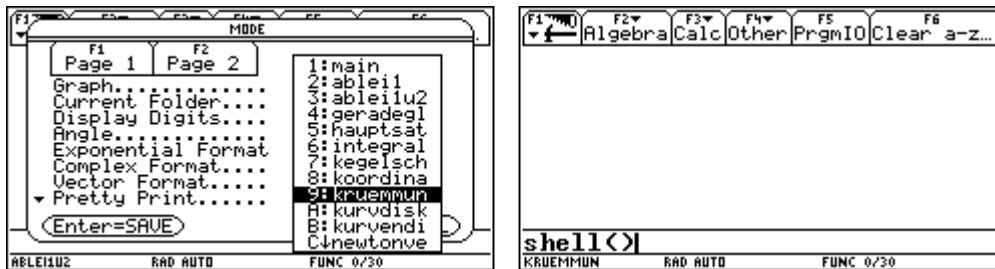 MODE
F1 F2
Page 1 Page 2
Graph..............
Current Folder....
Display Digits....
Angle..............
Exponential Format
Complex Format....
Vector Format.....
Pretty Print......
Enter=SAVE
1:main
2:ablei1
3:ablei1u2
4:geradegl
5:hauptsat
6:integral
7:kegelsch
8:koordina
9:kruemmun
A:kurvdisk
B:kurvendi
C↓newtonve
ABLEI1U2 RAD AUTO FUNC 0/30
F1 F2▼ F3▼ F4▼ F5 F6
Algebra Calc Other PrgmIO Clear a-z…
shell()
KRUEMMUN RAD AUTO FUNC 0/30